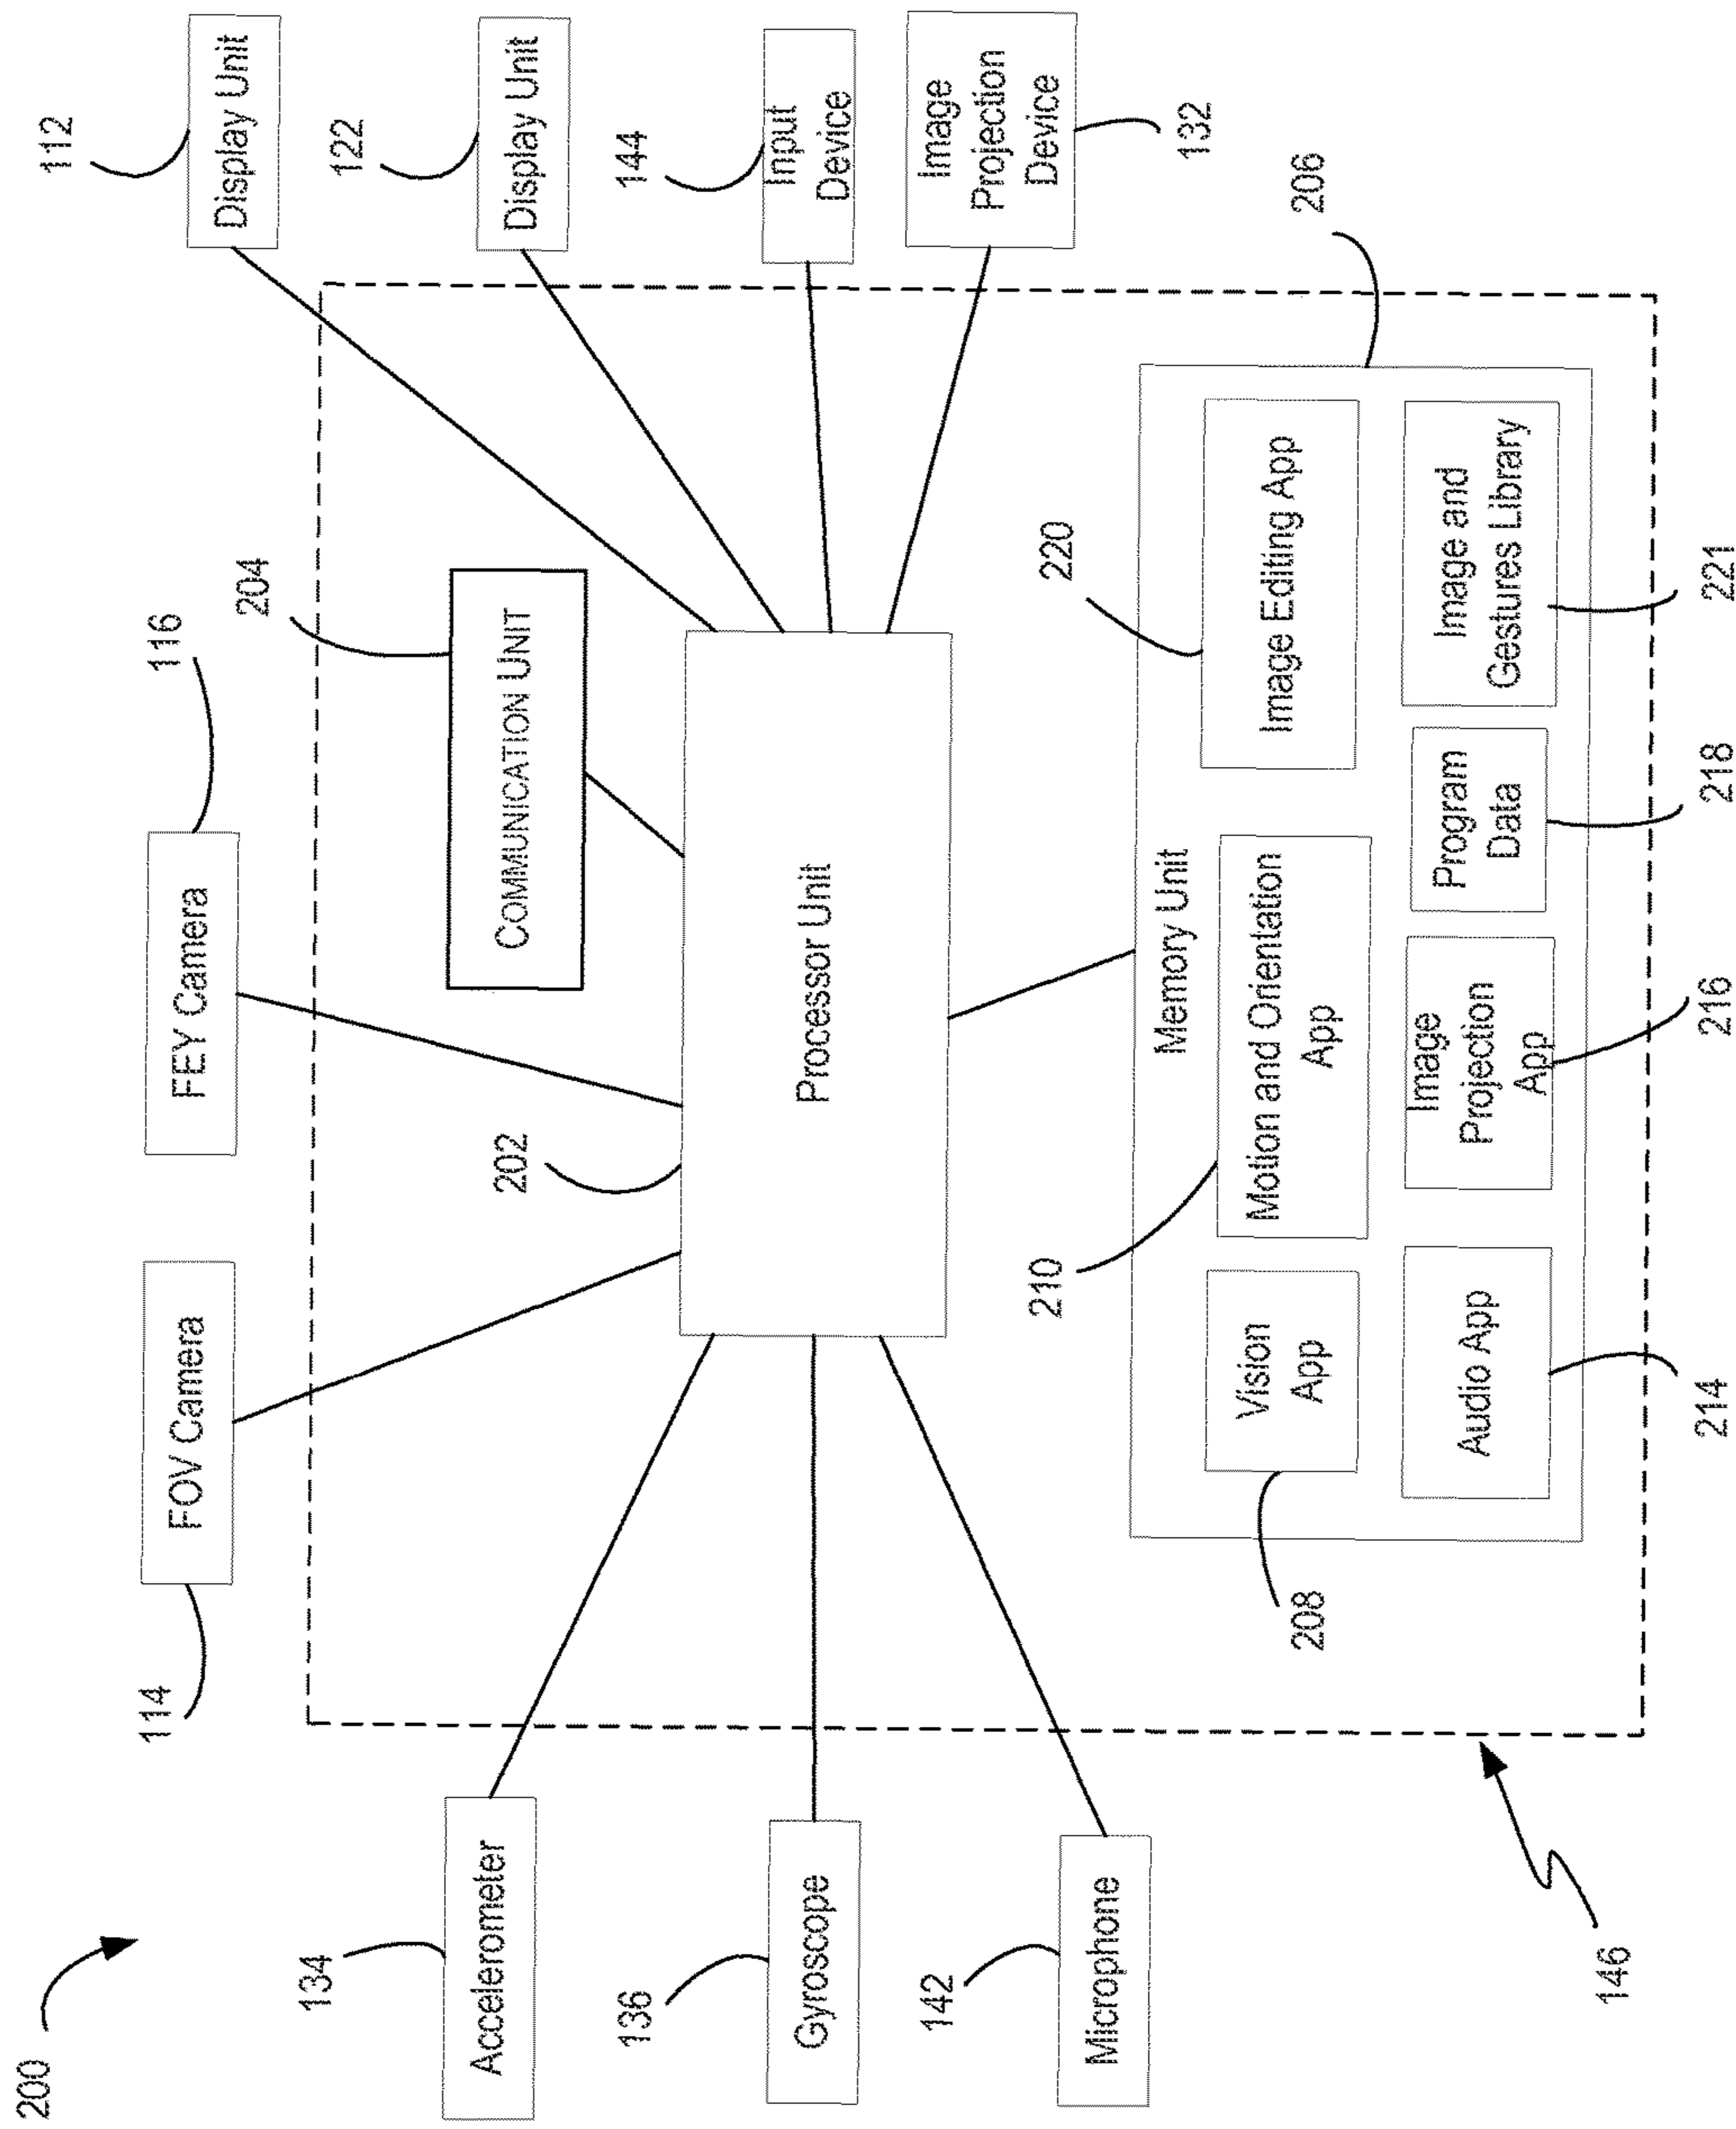 200
114
FOV Camera
116
FEY Camera
112
Display Unit
204
COMMUNICATION UNIT
122
Display Unit
134
Accelerometer
202
Processor Unit
144
Input
Device
136
Gyroscope
Image
Projection
Device
132
142
Microphone
210
Memory Unit
220
206
208
Vision
App
Motion and Orientation
App
Image Editing App
Audio App
Image
Projection
App
Program
Data
Image and
Gestures Library
146
214
216
218
221